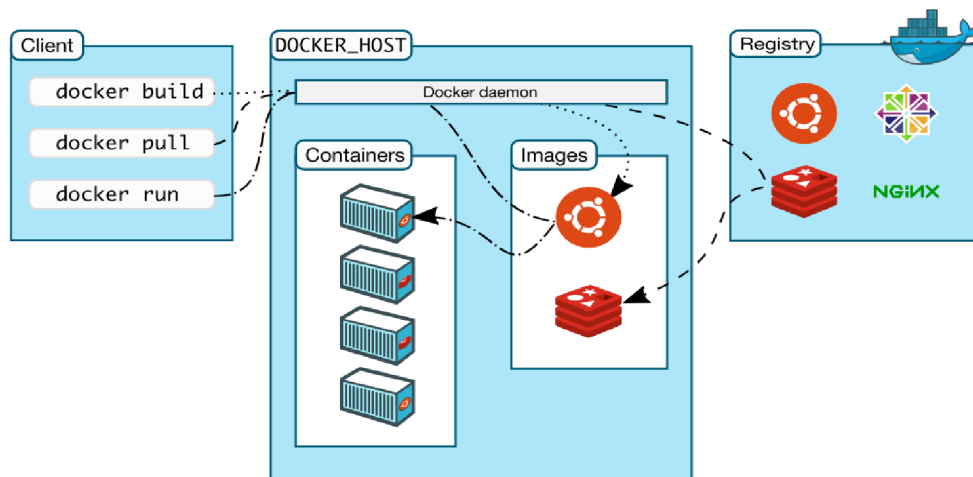 Client
docker build
docker pull
docker run
DOCKER_HOST
Docker daemon
Containers
Images
Registry
NGiNX